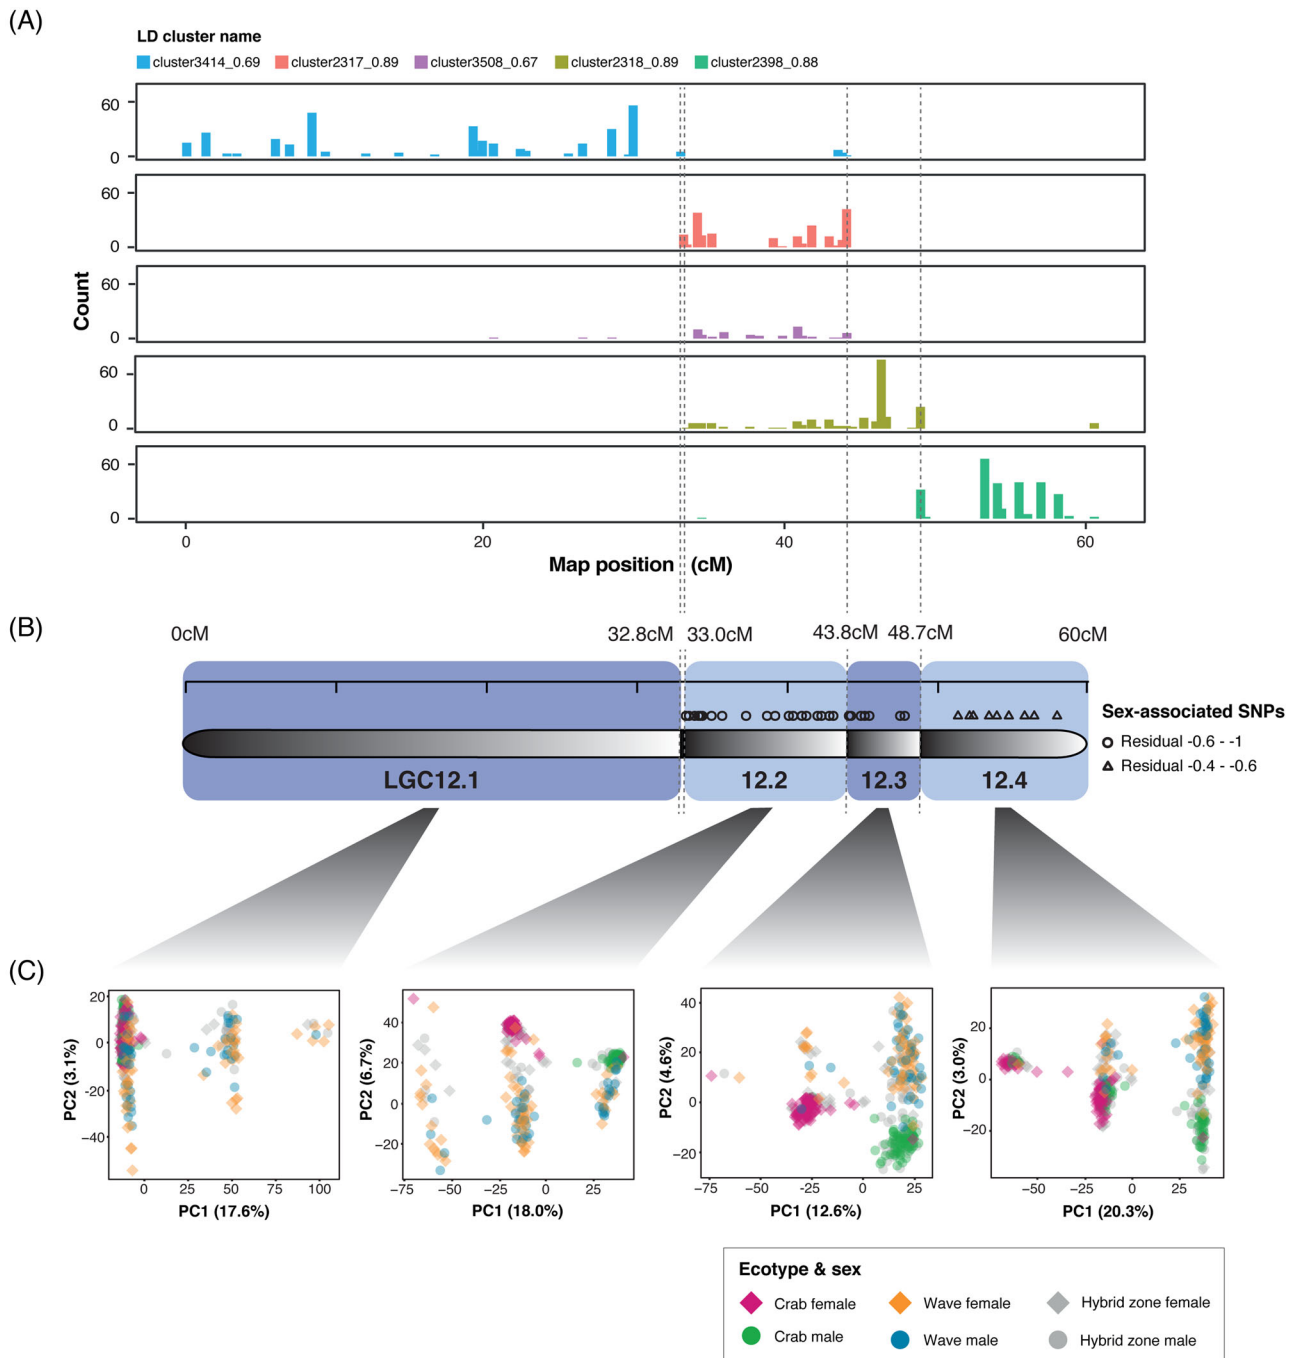 (A)
LD cluster name
cluster3414_0.69 cluster2317_0.89 cluster3508_0.67 cluster2318_0.89 cluster2398_0.88
60
0
60
0
60
0
60
0
60
0
Count
0 20 40 60
Map position (cM)
(B)
0cM 32.8cM 33.0cM 43.8cM 48.7cM 60cM
Sex-associated SNPs
Residual -0.6 - -1
Residual -0.4 - -0.6
LGC12.1 12.2 12.3 12.4
(C)
20
0
−20
−40
PC2 (3.1%)
0 25 50 75 100
PC1 (17.6%)
40
20
0
−20
PC2 (6.7%)
−75 −50 −25 0 25
PC1 (18.0%)
40
20
0
−20
PC2 (4.6%)
−75 −50 −25 0 25
PC1 (12.6%)
20
0
−20
PC2 (3.0%)
−50 −25 0 25
PC1 (20.3%)
Ecotype & sex
Crab female Wave female Hybrid zone female
Crab male Wave male Hybrid zone male